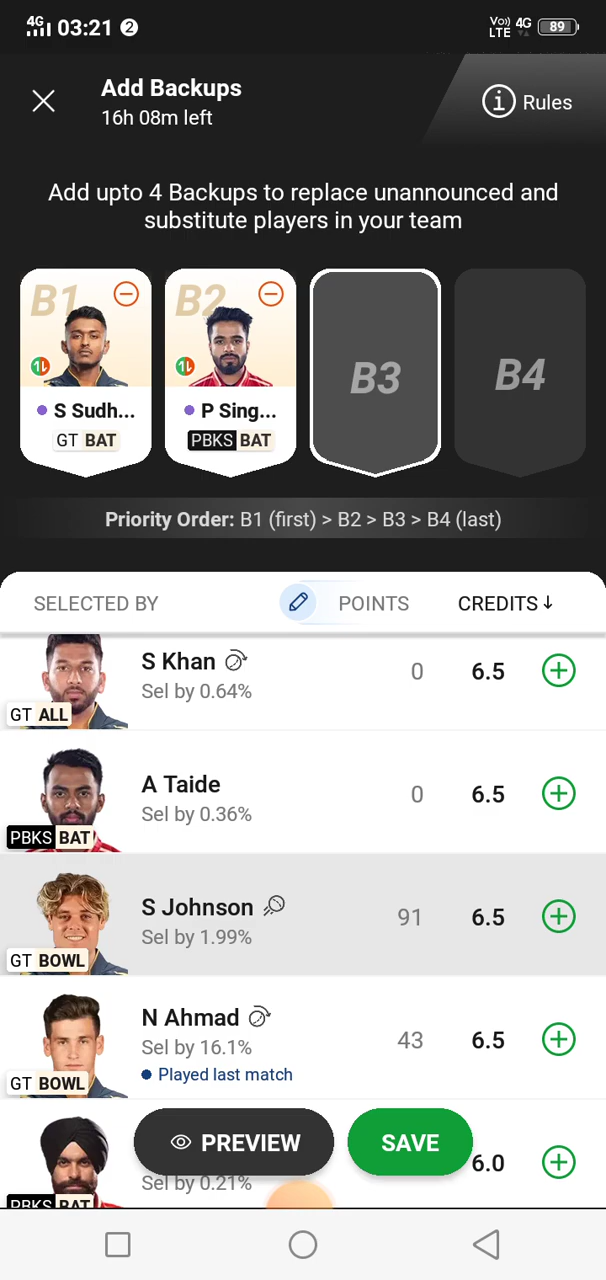 4G 03:21 2 Vo) LTE 4G 89
Add Backups
16h 08m left
Rules
Add upto 4 Backups to replace unannounced and
substitute players in your team
B1 B2 B3 B4
S Sudh... P Sing...
GT BAT PBKS BAT
Priority Order: B1 (first) > B2 > B3 > B4 (last)
SELECTED BY POINTS CREDITS↓
S Khan 0 6.5
Sel by 0.64%
GT ALL
A Taide 0 6.5
Sel by 0.36%
PBKS BAT
S Johnson 91 6.5
Sel by 1.99%
GT BOWL
N Ahmad 43 6.5
Sel by 16.1%
Played last match
GT BOWL
PREVIEW SAVE 6.0
Sel by 0.21%
PBKS BAT